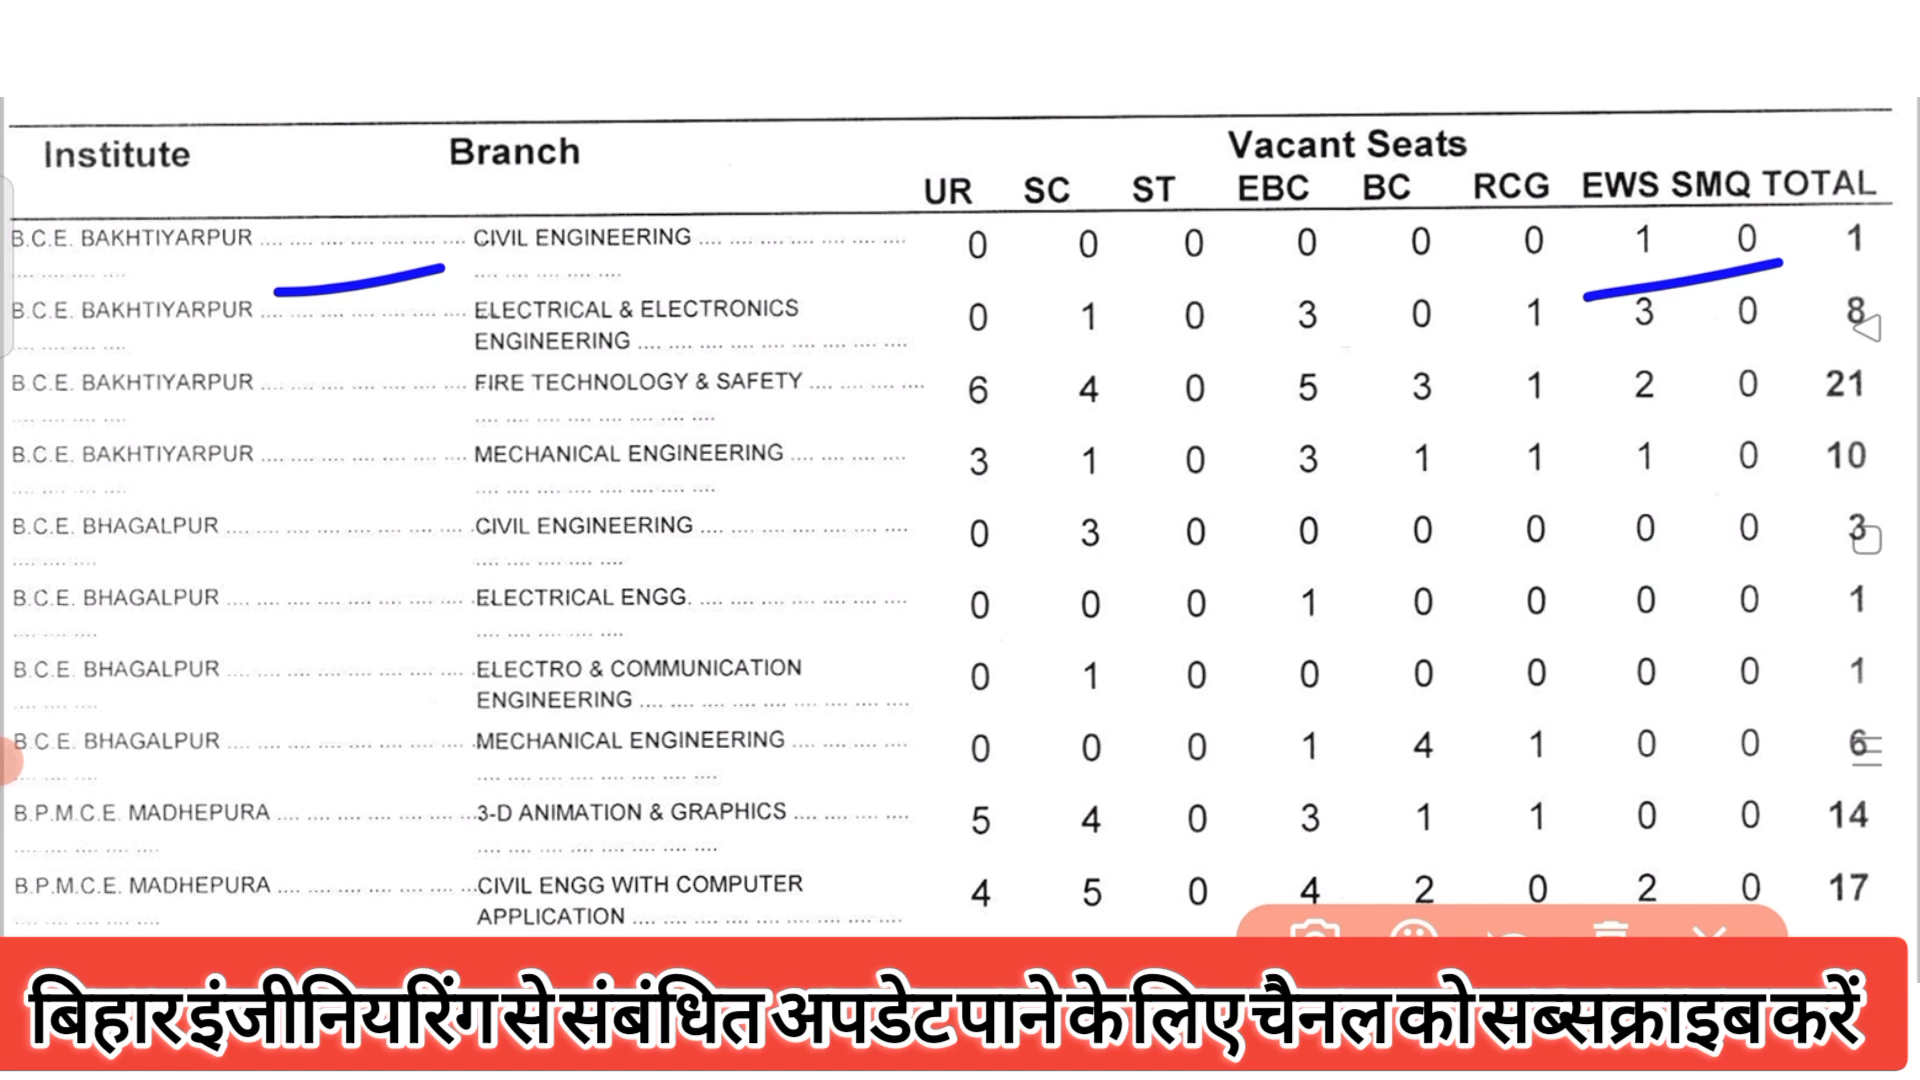 Institute Branch Vacant Seats
UR SC ST EBC BC RCG EWS SMQ TOTAL
B.C.E. BAKHTIYARPUR .... .... .... .... .... .... .... CIVIL ENGINEERING .... .... .... .... .... .... .... 0 0 0 0 0 0 1 0 1
.... .... .... .... .... .... .... .... ....
B.C.E. BAKHTIYARPUR .... .... .... .... .... .... .... ELECTRICAL & ELECTRONICS 0 1 0 3 0 1 3 0 8
.... .... .... .... ENGINEERING .... .... .... .... .... .... .... .... ....
B.C.E. BAKHTIYARPUR .... .... .... .... .... .... .... FIRE TECHNOLOGY & SAFETY .... .... .... .... 6 4 0 5 3 1 2 0 21
.... .... .... .... .... .... .... .... .... .... .... ....
B.C.E. BAKHTIYARPUR .... .... .... .... .... .... .... MECHANICAL ENGINEERING .... .... .... .... 3 1 0 3 1 1 1 0 10
.... .... .... .... .... .... .... .... .... .... .... ....
B.C.E. BHAGALPUR .... .... .... .... .... .... .... .... .CIVIL ENGINEERING .... .... .... .... .... .... .... 0 3 0 0 0 0 0 0 3
.... .... .... .... .... .... .... ....
B.C.E. BHAGALPUR .... .... .... .... .... .... .... .... .ELECTRICAL ENGG. .... .... .... .... .... .... .... 0 0 0 1 0 0 0 0 1
.... .... .... .... .... .... .... ....
B.C.E. BHAGALPUR .... .... .... .... .... .... .... .... .ELECTRO & COMMUNICATION 0 1 0 0 0 0 0 0 1
.... .... .... ENGINEERING .... .... .... .... .... .... .... .... ....
B.C.E. BHAGALPUR .... .... .... .... .... .... .... .... .MECHANICAL ENGINEERING .... .... .... .... 0 0 0 1 4 1 0 0 6
.... .... .... .... .... .... .... .... .... .... ....
B.P.M.C.E. MADHEPURA .... .... .... .... .... .... ...3-D ANIMATION & GRAPHICS .... .... .... .... 5 4 0 3 1 1 0 0 14
.... .... .... .... .... .... .... .... .... .... .... .... ....
B.P.M.C.E. MADHEPURA .... .... .... .... .... .... ...CIVIL ENGG WITH COMPUTER 4 5 0 4 2 0 2 0 17
.... .... .... .... .... APPLICATION .... .... .... .... .... .... .... .... ....
बिहार इंजीनियरिंग से संबंधित अपडेट पाने के लिए चैनल को सब्सक्राइब करें